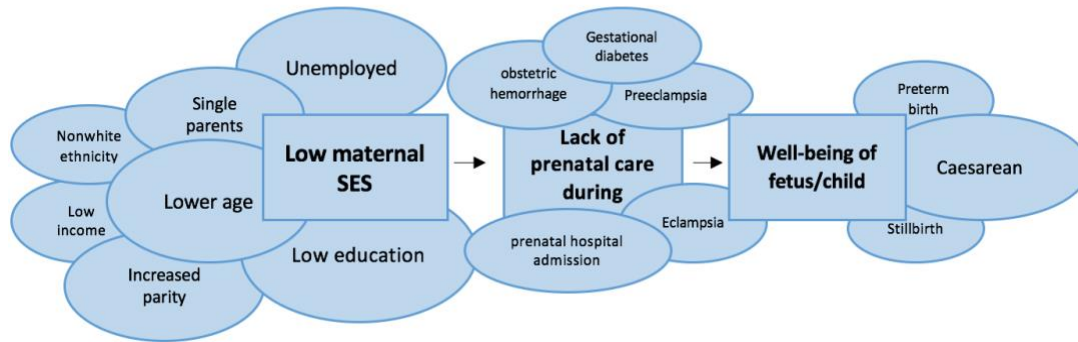 Unemployed
Single
parents
Nonwhite
ethnicity
Low maternal
SES
Lower age
Low
income
Low education
Increased
parity
Gestational
diabetes
obstetric
hemorrhage
Preeclampsia
Lack of
prenatal care
during
Eclampsia
prenatal hospital
admission
Preterm
birth
Well-being of
fetus/child
Caesarean
Stillbirth